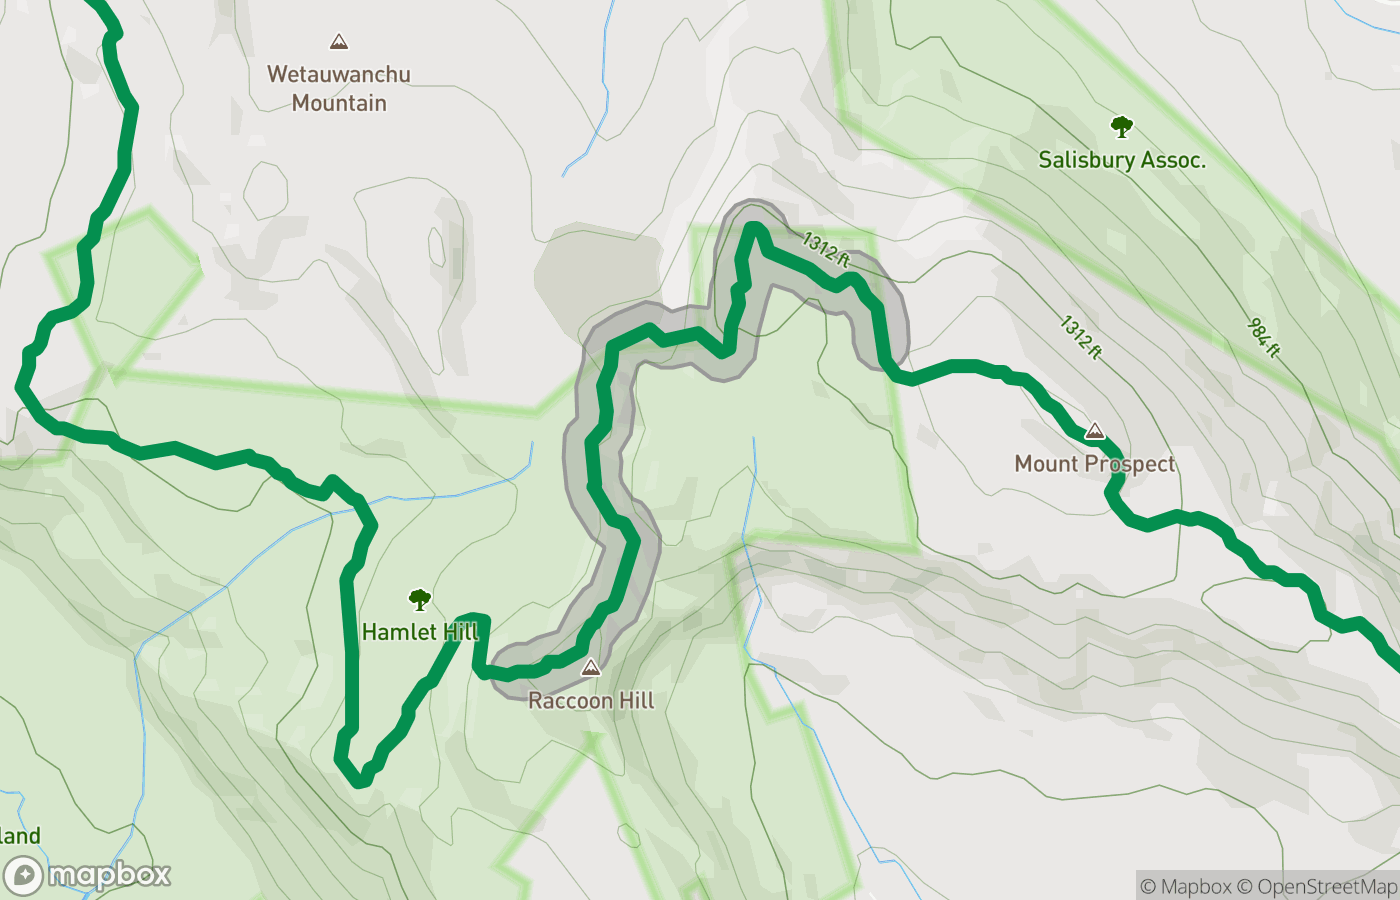 Wetauwanchu
Mountain
Salisbury Assoc.
1312 ft
1312 ft
984 ft
Mount Prospect
Hamlet Hill
Raccoon Hill
land
mapbox
© Mapbox © OpenStreetMap